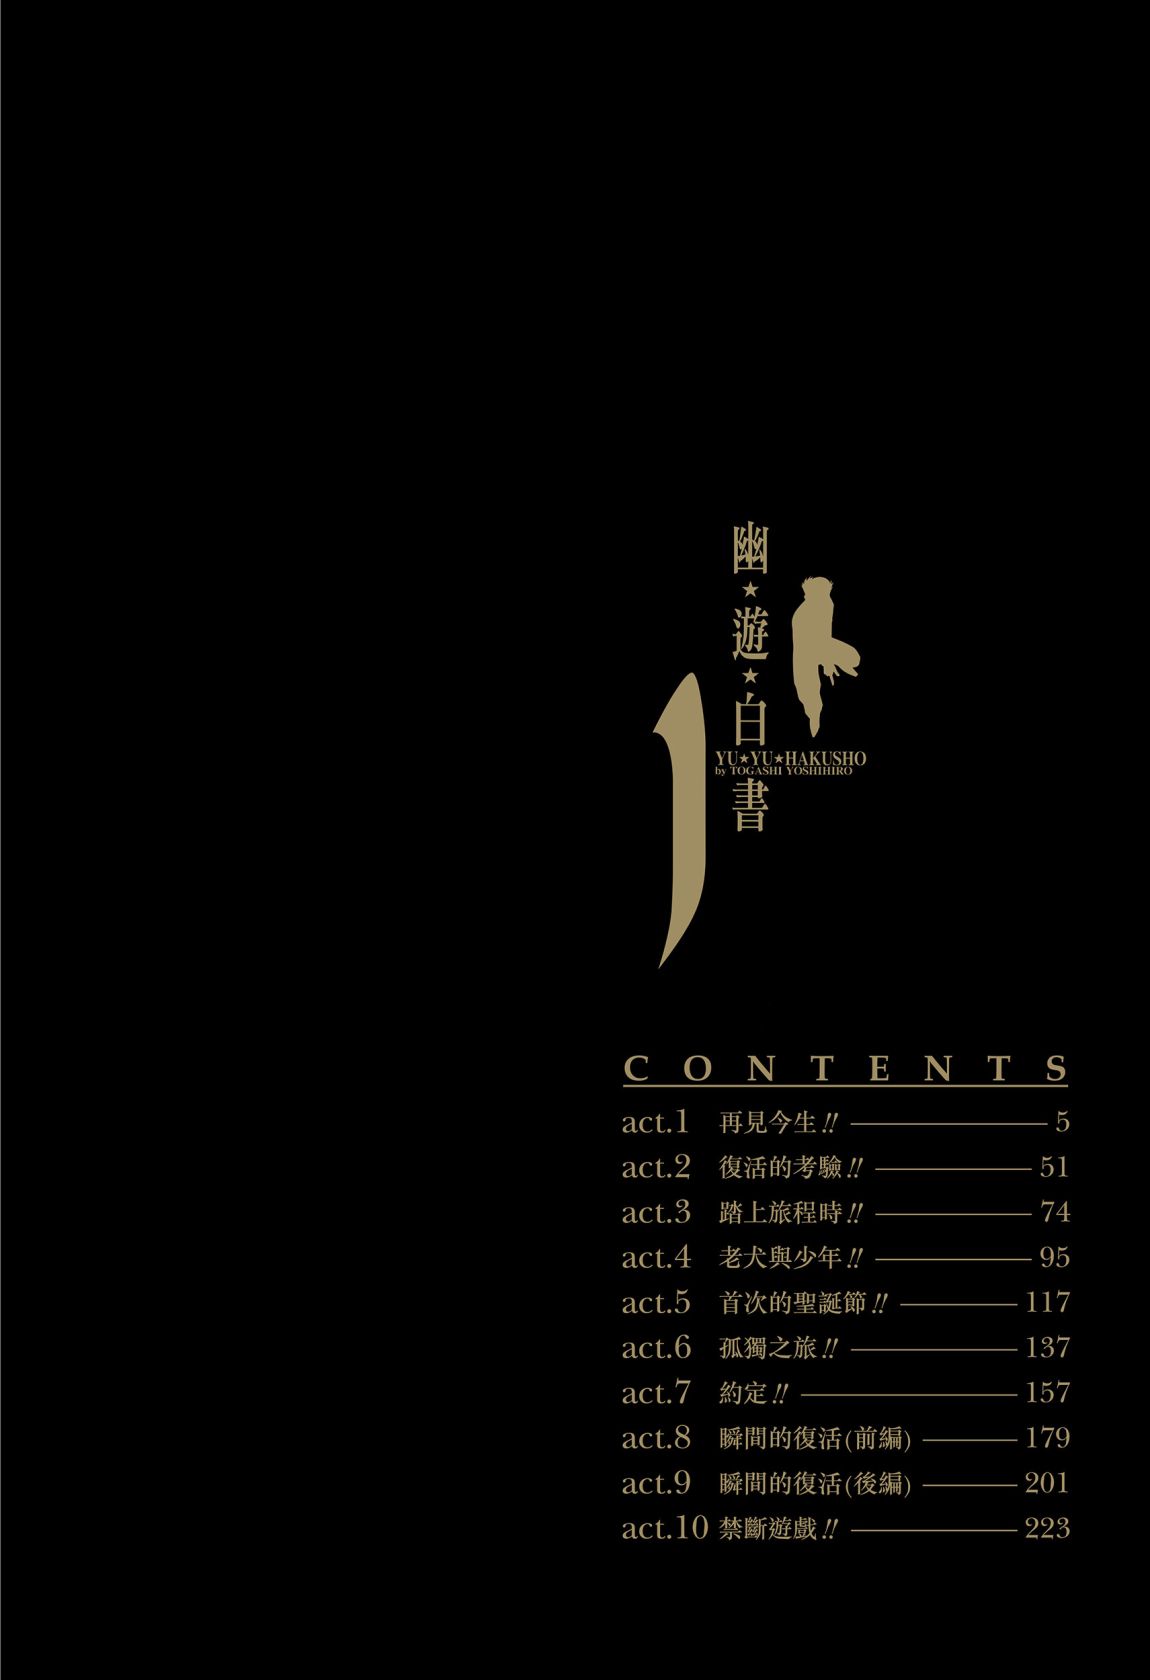 幽★遊★白書
YU★YU★HAKUSHO
by TOGASHI YOSHIHIRO
1
CONTENTS
act.1 再見今生!! 5
act.2 復活的考驗!! 51
act.3 踏上旅程時!! 74
act.4 老犬與少年!! 95
act.5 首次的聖誕節!! 117
act.6 孤獨之旅!! 137
act.7 約定!! 157
act.8 瞬間的復活(前編) 179
act.9 瞬間的復活(後編) 201
act.10 禁斷遊戲!! 223